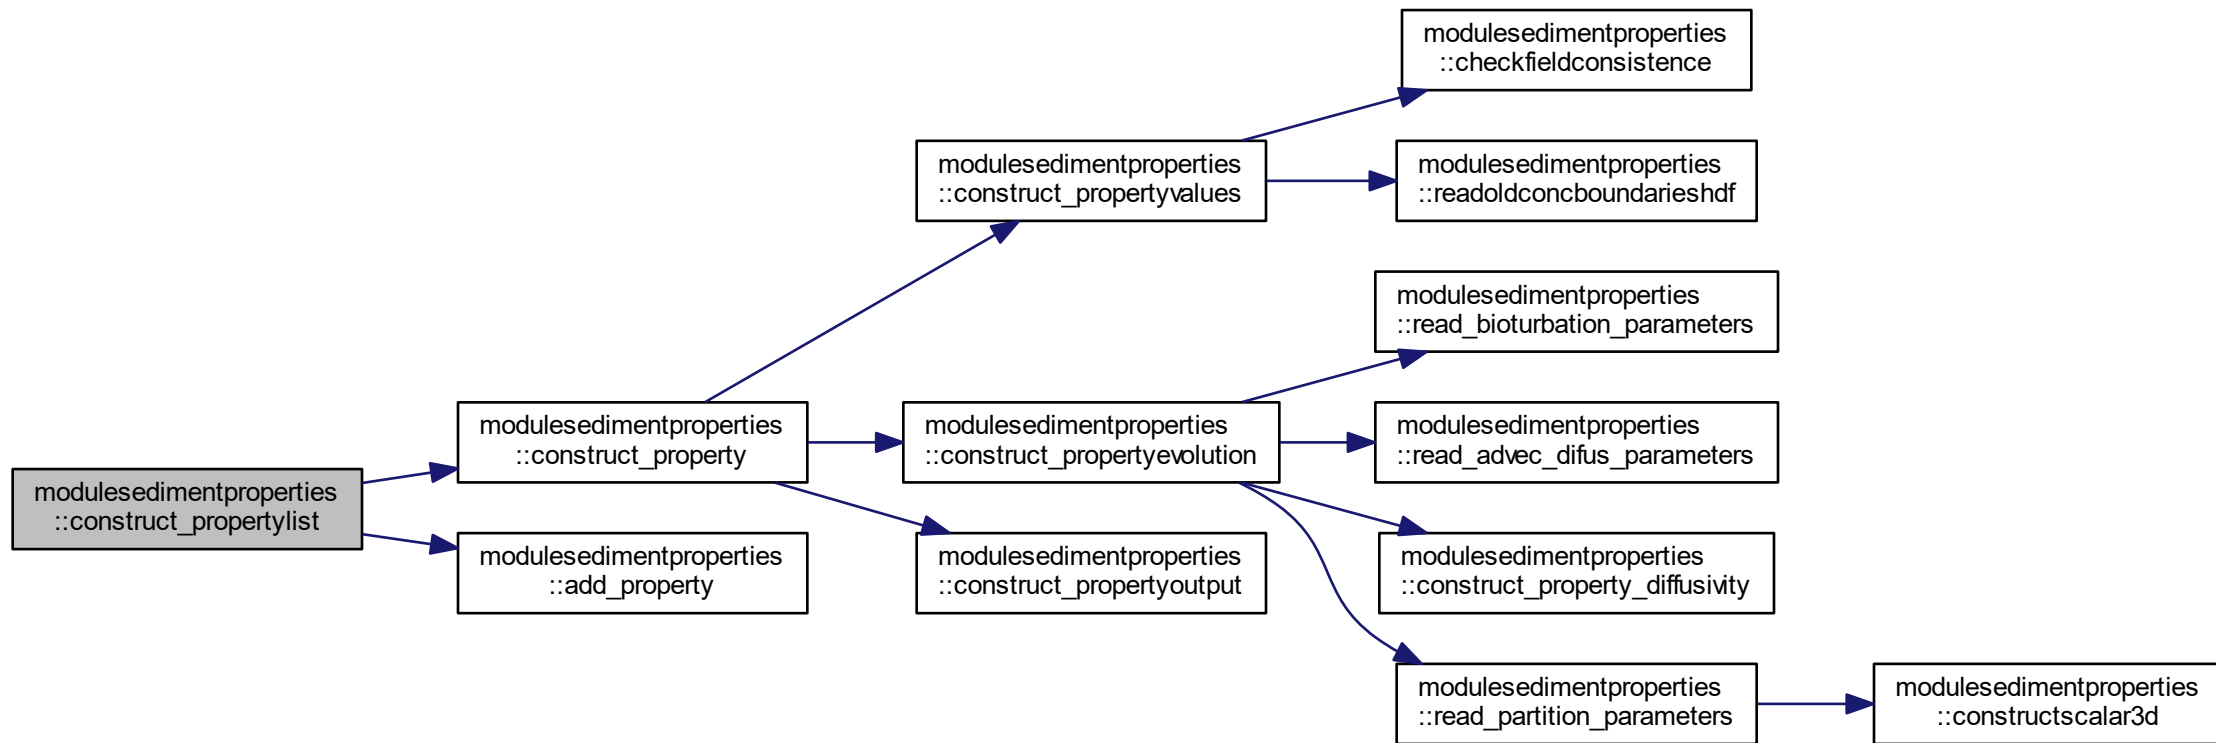 modulesedimentproperties
::checkfieldconsistence
modulesedimentproperties
::construct_propertyvalues
modulesedimentproperties
::readoldconcboundarieshdf
modulesedimentproperties
::read_bioturbation_parameters
modulesedimentproperties
::construct_property
modulesedimentproperties
::construct_propertyevolution
modulesedimentproperties
::read_advec_difus_parameters
modulesedimentproperties
::construct_propertylist
modulesedimentproperties
::add_property
modulesedimentproperties
::construct_propertyoutput
modulesedimentproperties
::construct_property_diffusivity
modulesedimentproperties
::read_partition_parameters
modulesedimentproperties
::constructscalar3d